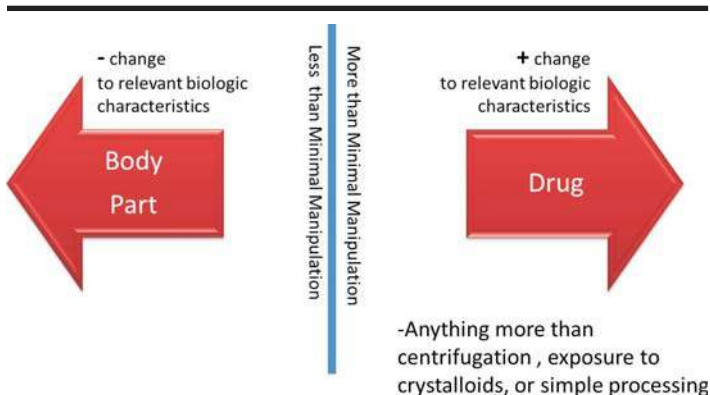 - change
to relevant biologic
characteristics
Body
Part
Less than Minimal Manipulation
More than Minimal Manipulation
+ change
to relevant biologic
characteristics
Drug
-Anything more than
centrifugation , exposure to
crystalloids, or simple processing